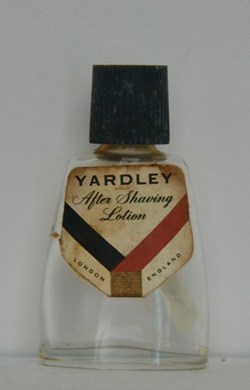 YARDLEY
After Shaving
Lotion
LONDON ENGLAND